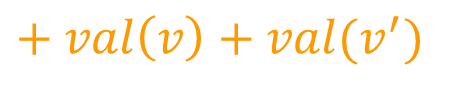 + val(v) + val(v′)